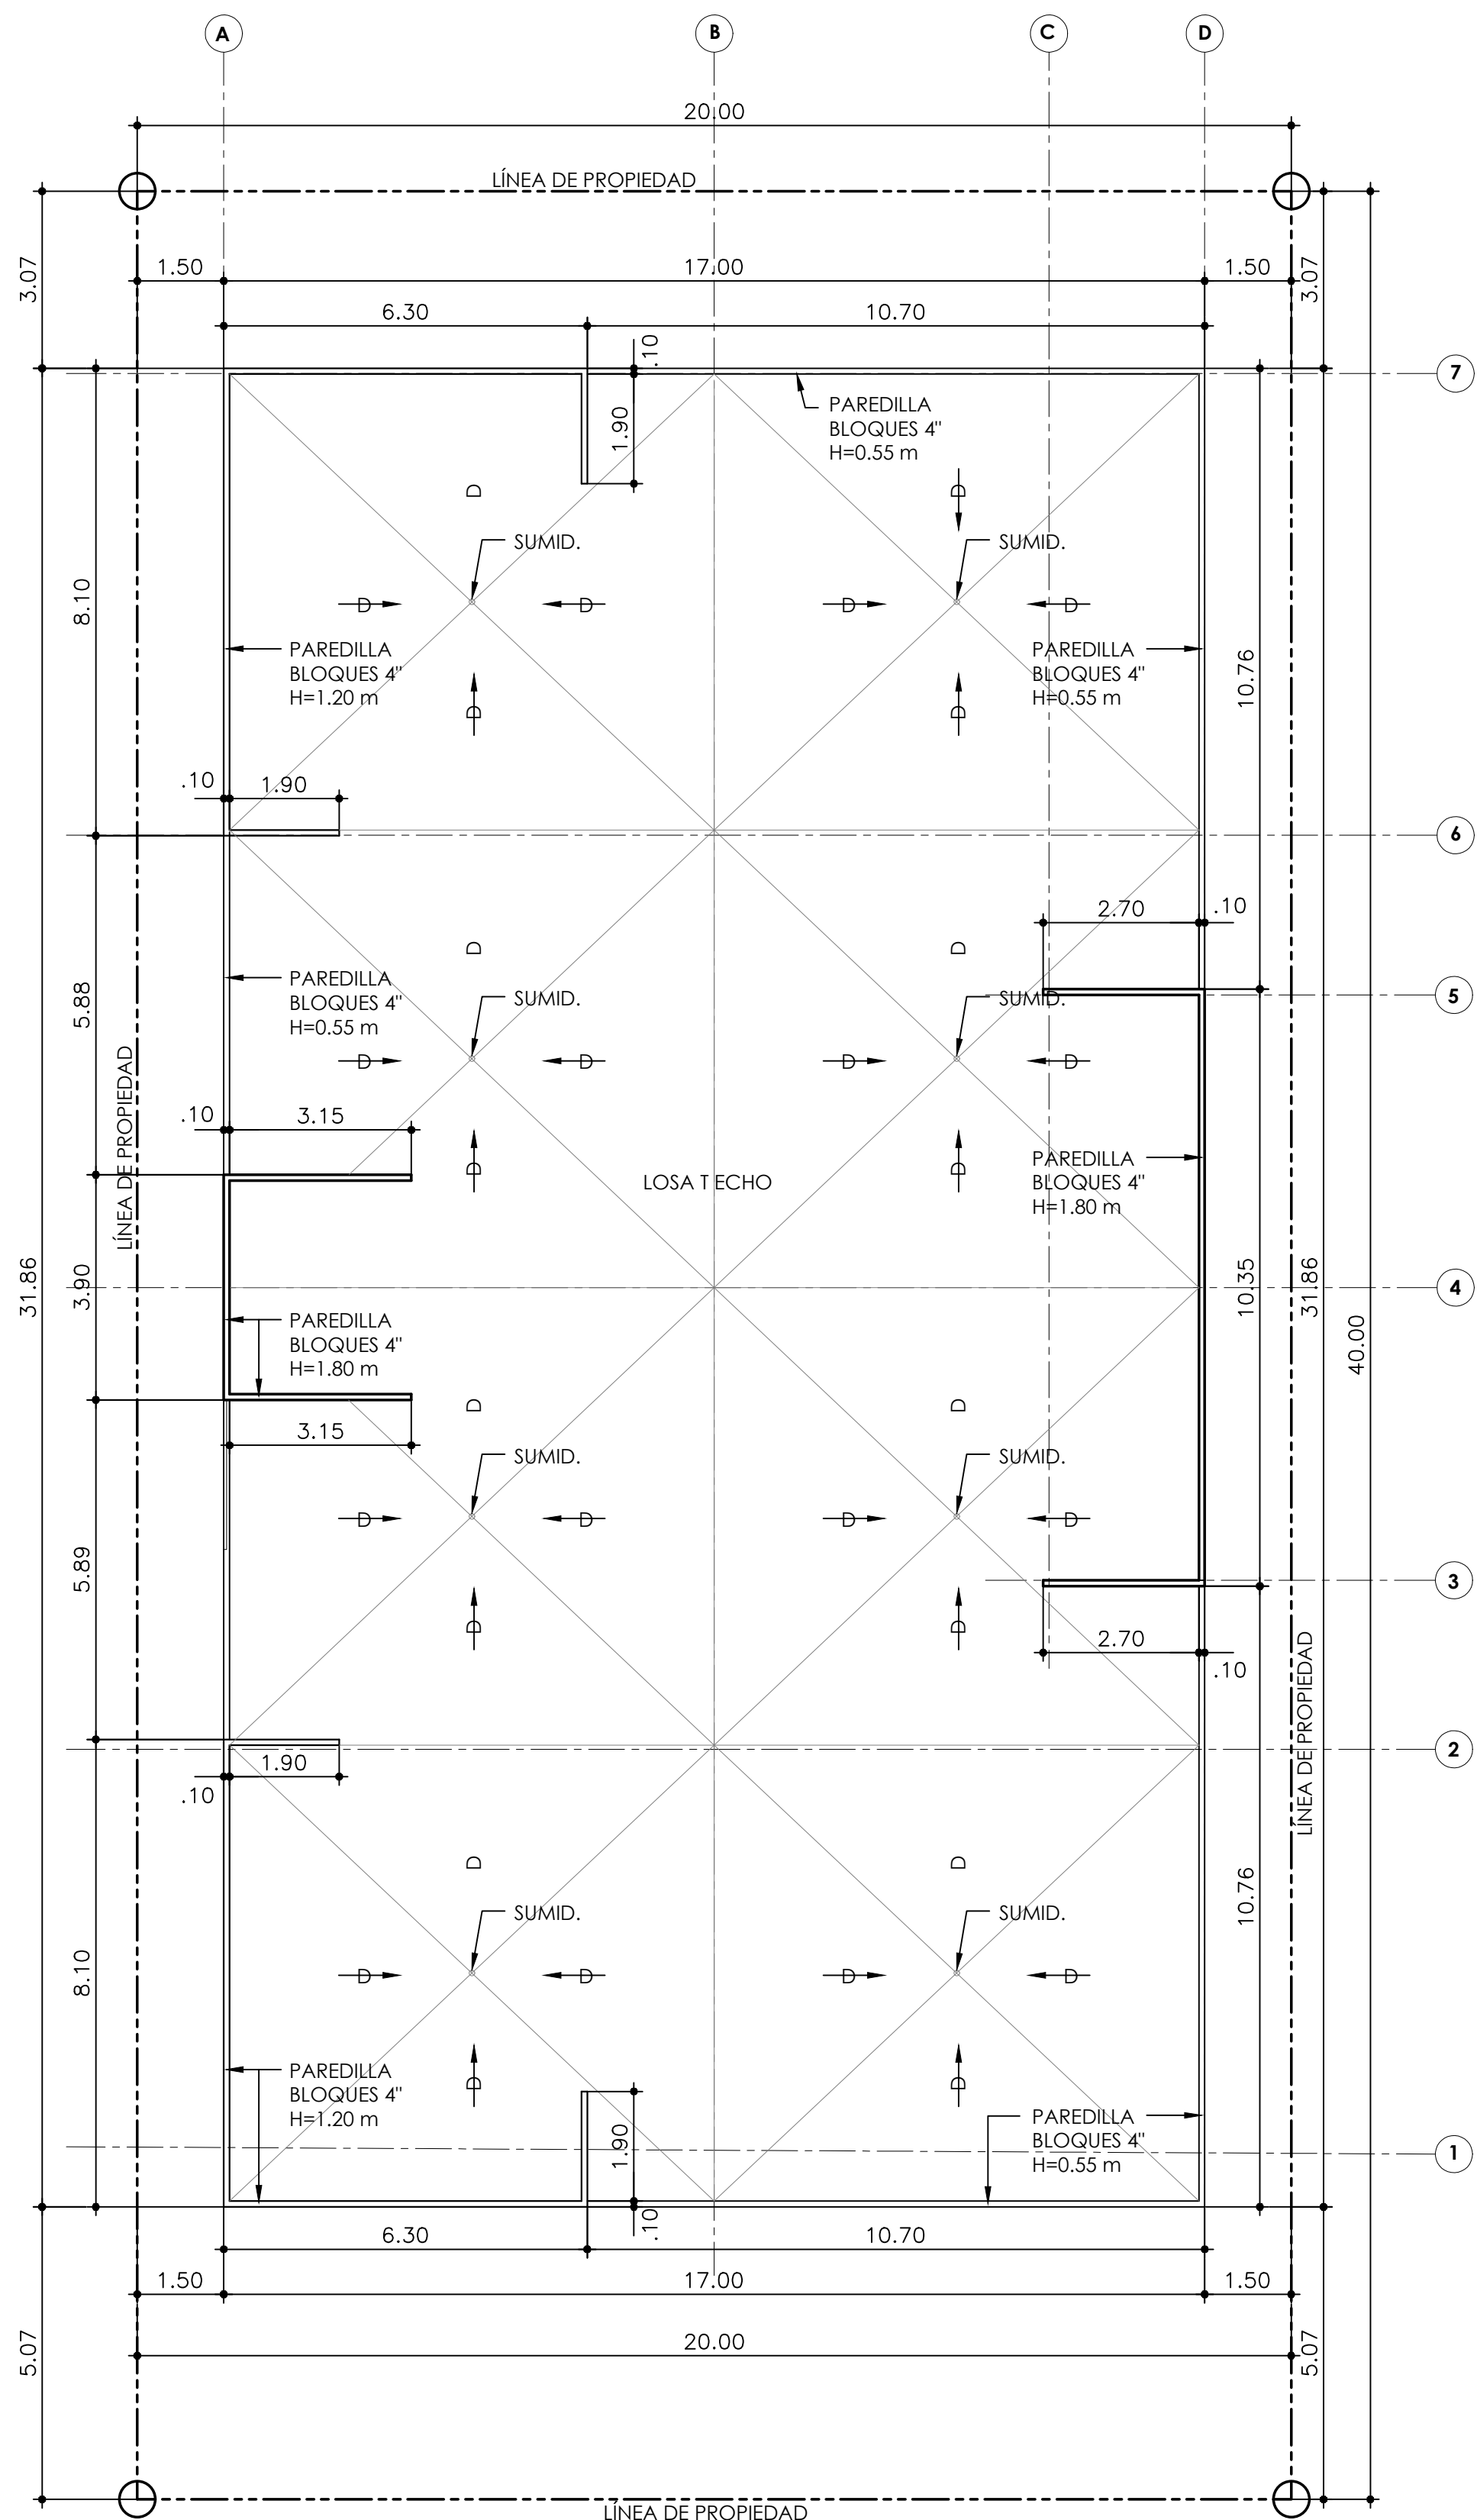 A
B
C
D
20.00
LÍNEA DE PROPIEDAD
3.07
1.50
17.00
1.50
3.07
6.30
10.70
.10
7
PAREDILLA
BLOQUES 4"
H=0.55 m
1.90
D
D
SUMID.
SUMID.
8.10
D
D
D
D
PAREDILLA
BLOQUES 4"
H=1.20 m
PAREDILLA
BLOQUES 4"
H=0.55 m
10.76
D
D
.10
1.90
6
2.70
.10
D
D
PAREDILLA
BLOQUES 4"
H=0.55 m
5.88
SUMID.
SUMID.
5
D
D
D
D
LÍNEA DE PROPIEDAD
.10
3.15
D
D
PAREDILLA
BLOQUES 4"
H=1.80 m
LOSA T ECHO
31.86
3.90
10.35
31.86
4
40.00
PAREDILLA
BLOQUES 4"
H=1.80 m
D
D
3.15
SUMID.
SUMID.
D
D
D
D
5.89
3
D
D
2.70
.10
LÍNEA DE PROPIEDAD
2
1.90
.10
D
D
SUMID.
SUMID.
10.76
8.10
D
D
D
D
PAREDILLA
BLOQUES 4"
H=1.20 m
D
D
PAREDILLA
BLOQUES 4"
H=0.55 m
1.90
1
.10
6.30
10.70
1.50
17.00
1.50
20.00
5.07
5.07
LÍNEA DE PROPIEDAD